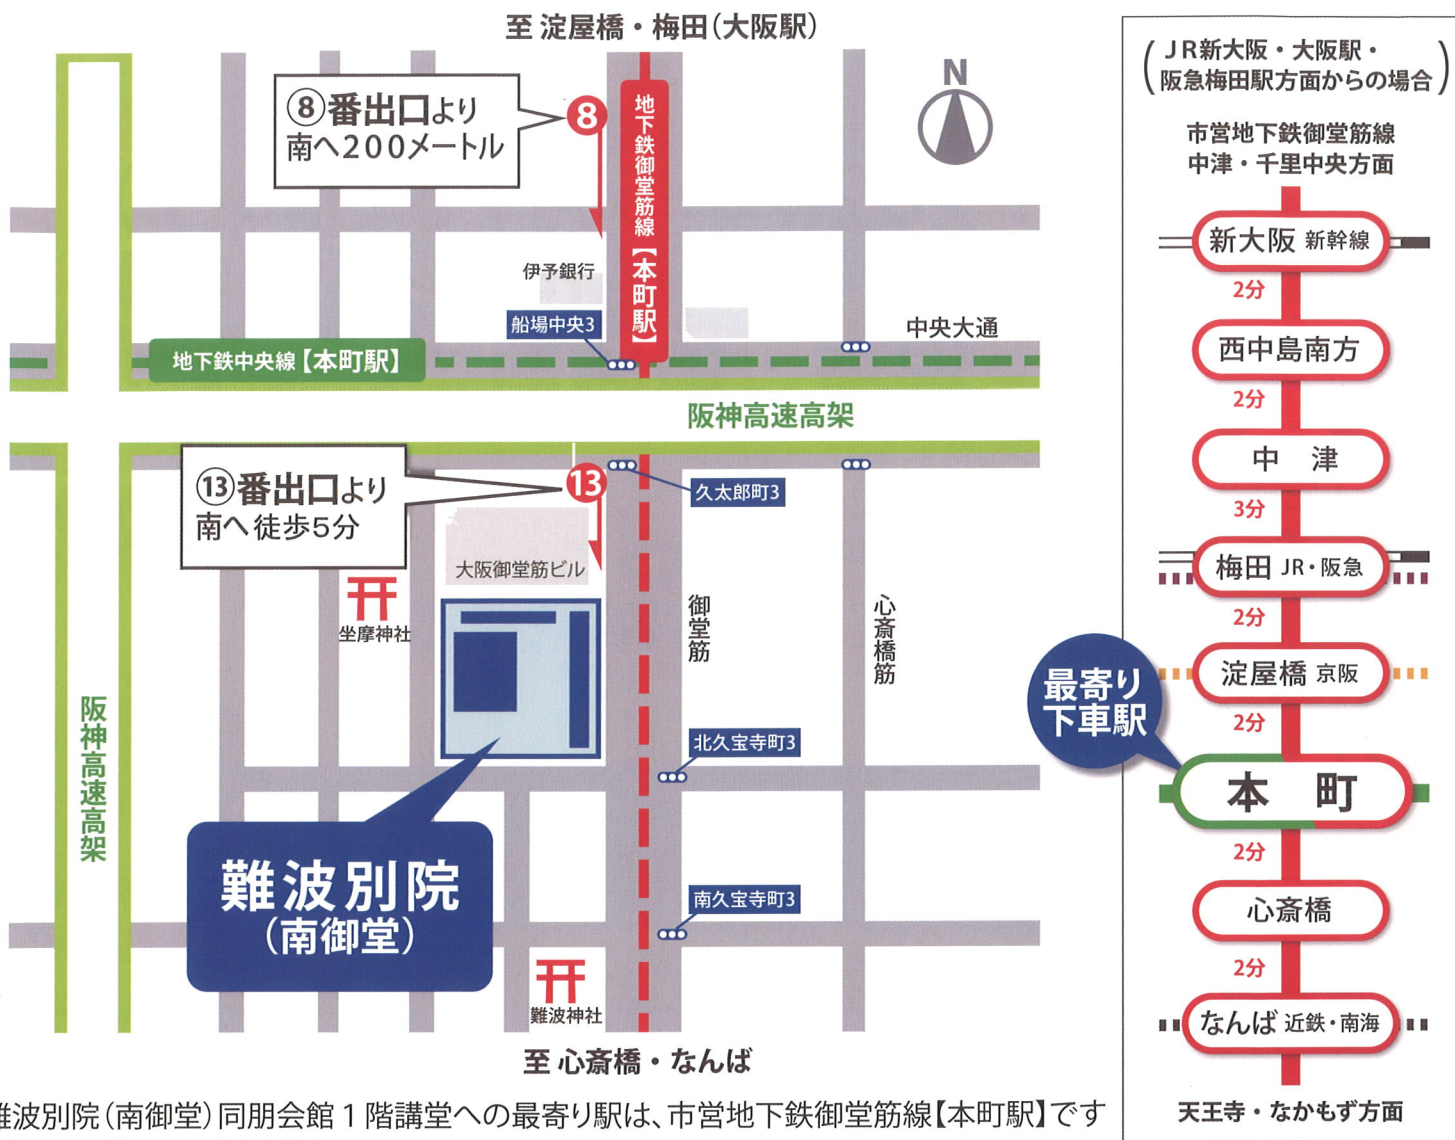 至 淀屋橋・梅田(大阪駅)
⑧番出口より
南へ200メートル
8
地下鉄御堂筋線【本町駅】
N
伊予銀行
船場中央3
中央大通
地下鉄中央線【本町駅】
阪神高速高架
⑬番出口より
南へ徒歩5分
13
久太郎町3
大阪御堂筋ビル
坐摩神社
御堂筋
心斎橋筋
阪神高速高架
北久宝寺町3
難波別院
(南御堂)
南久宝寺町3
難波神社
至 心斎橋・なんば
難波別院(南御堂)同朋会館1階講堂への最寄り駅は、市営地下鉄御堂筋線【本町駅】です
(JR新大阪・大阪駅・
阪急梅田駅方面からの場合)
市営地下鉄御堂筋線
中津・千里中央方面
新大阪 新幹線
2分
西中島南方
2分
中 津
3分
梅田 JR・阪急
2分
淀屋橋 京阪
2分
最寄り
下車駅
本 町
2分
心斎橋
2分
なんば 近鉄・南海
天王寺・なかもず方面